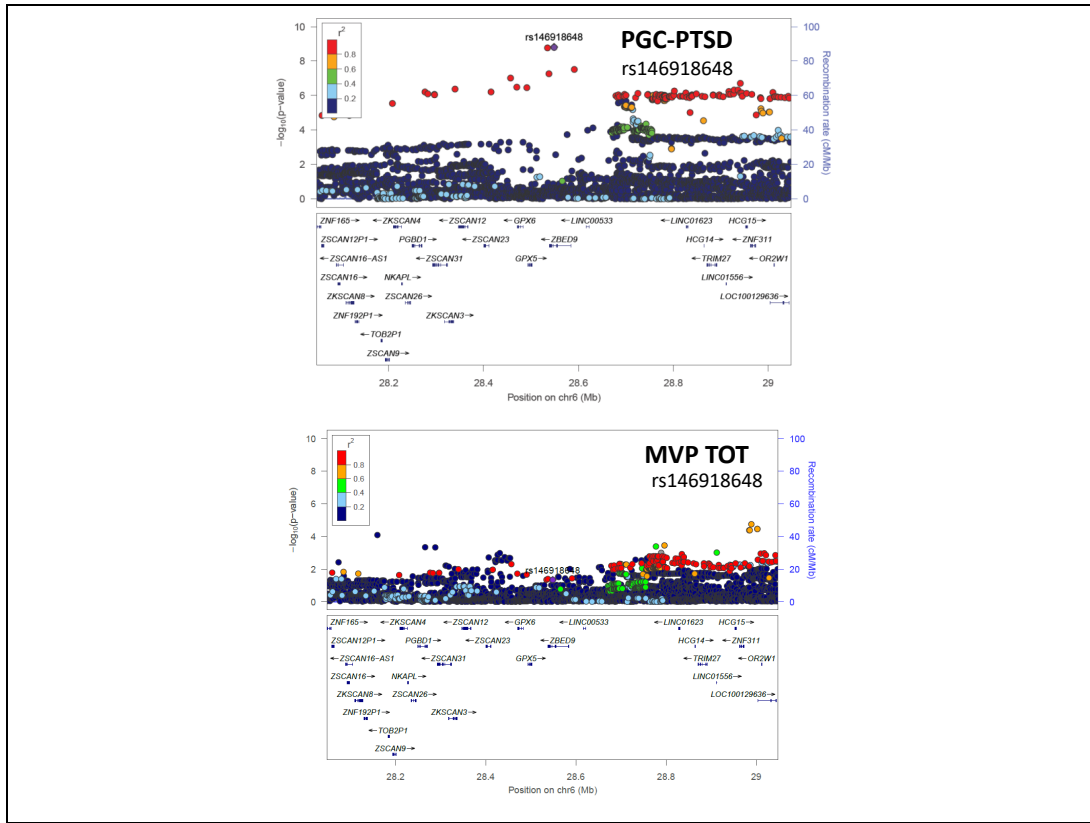 10
8
6
4
2
0
−log10(p−value)
r2
0.8
0.6
0.4
0.2
rs146918648
PGC-PTSD
rs146918648
100
80
60
40
20
0
Recombination rate (cM/Mb)
ZNF165→ ←ZKSCAN4 ←ZSCAN12 ←GPX6 ←LINC00533 ←LINC01623 HCG15→
ZSCAN12P1→ PGBD1→ ←ZSCAN23 ←ZBED9 HCG14→ ←ZNF311
←ZSCAN16−AS1 ←ZSCAN31 GPX5→ ←TRIM27 ←OR2W1
ZSCAN16→ NKAPL→ LINC01556→
ZKSCAN8→ ZSCAN26→ LOC100129636→
ZNF192P1→ ZKSCAN3→
←TOB2P1
ZSCAN9→
28.2 28.4 28.6 28.8 29
Position on chr6 (Mb)
10
8
6
4
2
0
−log10(p−value)
r2
0.8
0.6
0.4
0.2
MVP TOT
rs146918648
rs146918648
100
80
60
40
20
0
Recombination rate (cM/Mb)
ZNF165→ ←ZKSCAN4 ←ZSCAN12 ←GPX6 ←LINC00533 ←LINC01623 HCG15→
ZSCAN12P1→ PGBD1→ ←ZSCAN23 ←ZBED9 HCG14→ ←ZNF311
←ZSCAN16−AS1 ←ZSCAN31 GPX5→ ←TRIM27 ←OR2W1
ZSCAN16→ NKAPL→ LINC01556→
ZKSCAN8→ ZSCAN26→ LOC100129636→
ZNF192P1→ ZKSCAN3→
←TOB2P1
ZSCAN9→
28.2 28.4 28.6 28.8 29
Position on chr6 (Mb)